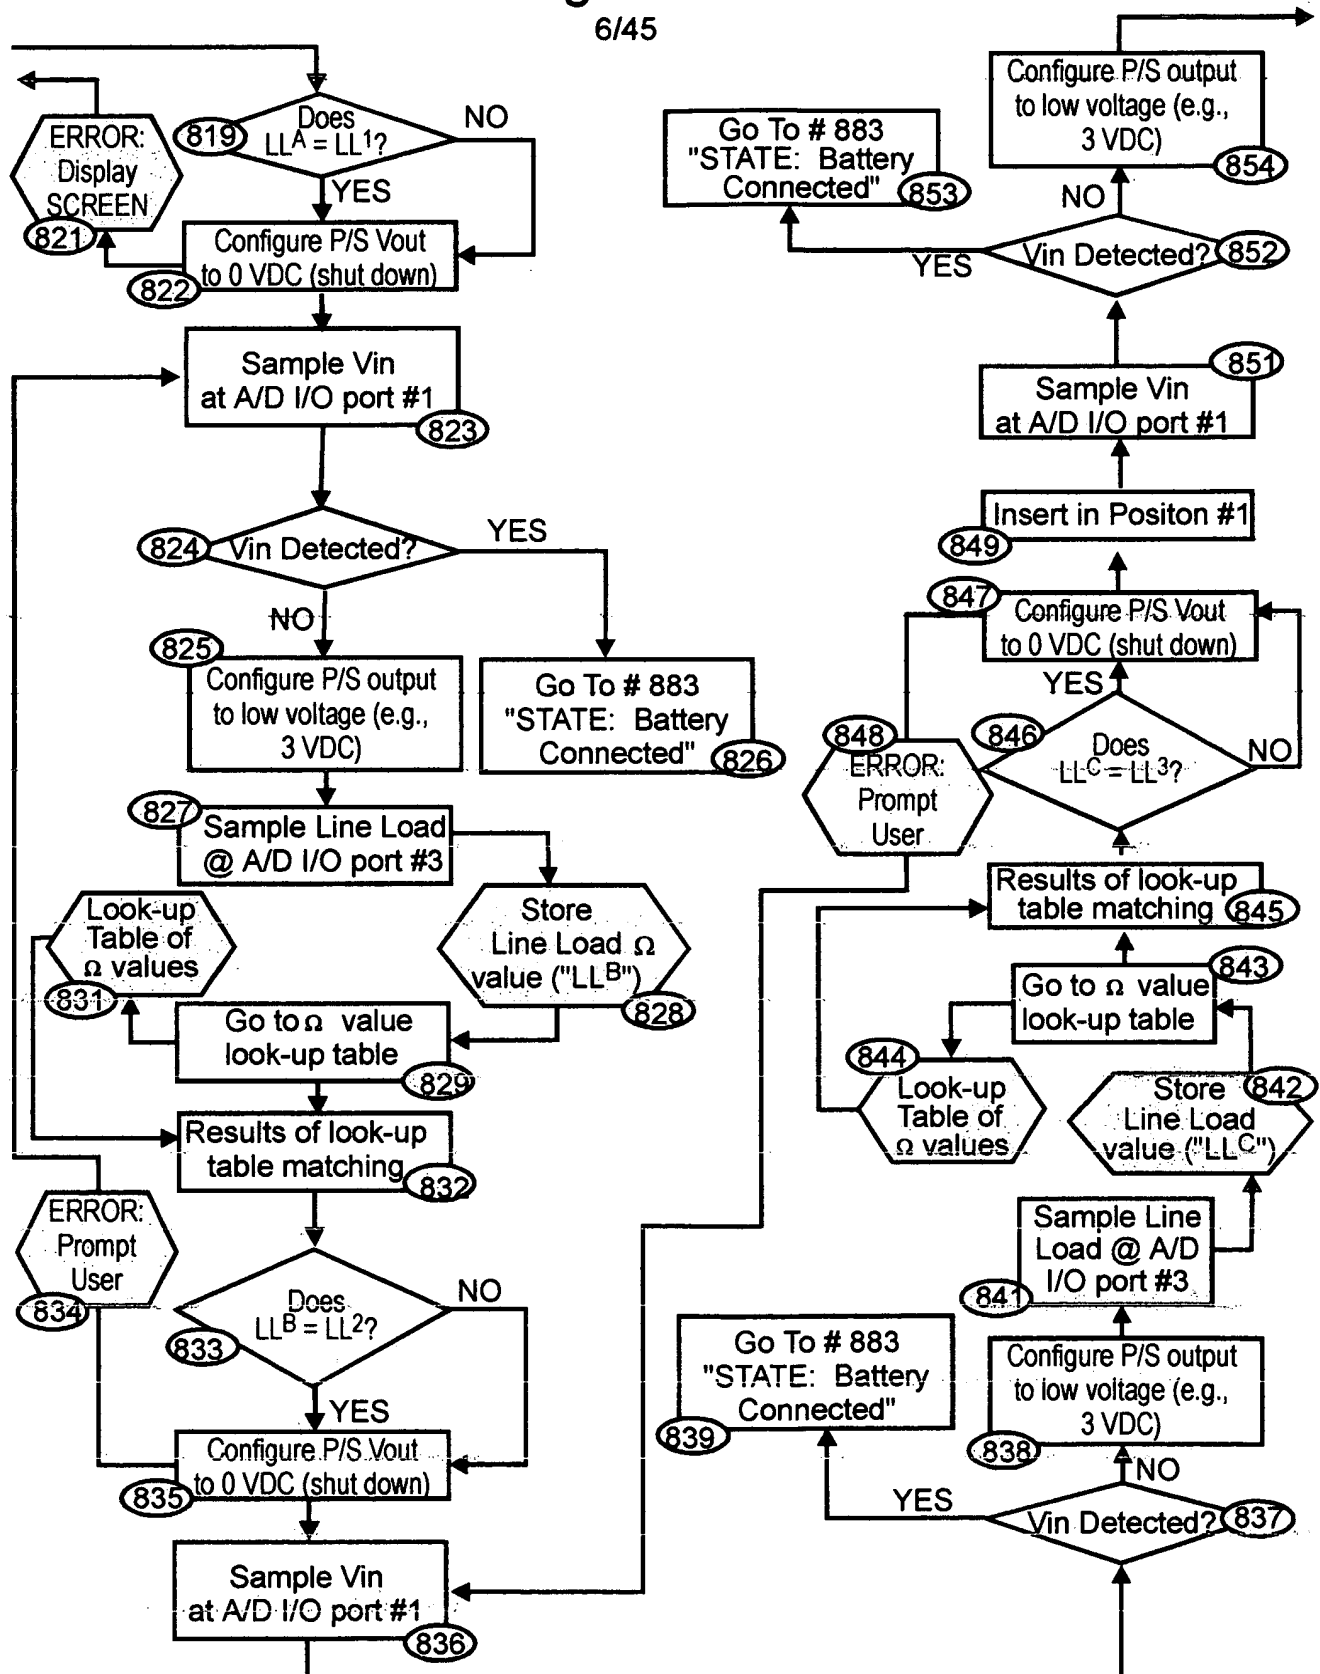 g
6/45
Does
LLA = LL1?
819
NO
YES
ERROR:
Display
SCREEN
821
Configure P/S Vout
to 0 VDC (shut down)
822
Sample Vin
at A/D I/O port #1
823
Vin Detected?
824
YES
NO
825
Configure P/S output
to low voltage (e.g.,
3 VDC)
Go To # 883
"STATE: Battery
Connected"
826
827
Sample Line Load
@ A/D I/O port #3
Store
Line Load Ω
value ("LLB")
828
Look-up
Table of
Ω values
831
Go to Ω value
look-up table
829
Results of look-up
table matching
832
ERROR:
Prompt
User
834
Does
LLB = LL2?
833
NO
YES
Configure P/S Vout
to 0 VDC (shut down)
835
Sample Vin
at A/D I/O port #1
836
Configure P/S output
to low voltage (e.g.,
3 VDC)
854
Go To # 883
"STATE: Battery
Connected"
853
NO
Vin Detected?
852
YES
851
Sample Vin
at A/D I/O port #1
Insert in Positon #1
849
847
Configure P/S Vout
to 0 VDC (shut down)
YES
848
ERROR:
Prompt
User
846
Does
LLC = LL3?
NO
Results of look-up
table matching
845
843
Go to Ω value
look-up table
844
Look-up
Table of
Ω values
842
Store
Line Load
value ("LLC")
Sample Line
Load @ A/D
I/O port #3
841
Go To # 883
"STATE: Battery
Connected"
839
Configure P/S output
to low voltage (e.g.,
3 VDC)
838
NO
YES
Vin Detected?
837